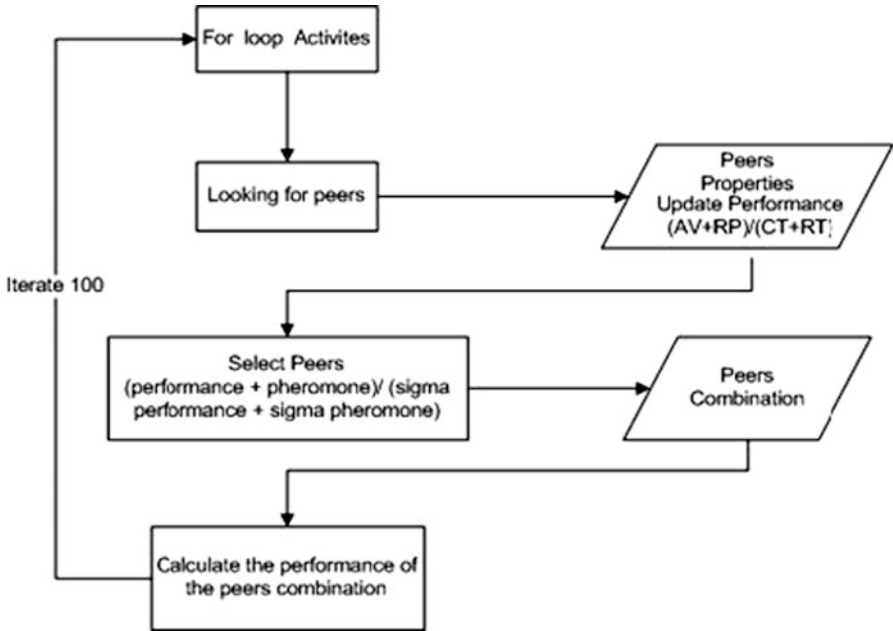 For loop Activites
Looking for peers
Peers
Properties
Update Performance
(AV+RP)/(CT+RT)
Iterate 100
Select Peers
(performance + pheromone)/ (sigma
performance + sigma pheromone)
Peers
Combination
Calculate the performance of
the peers combination